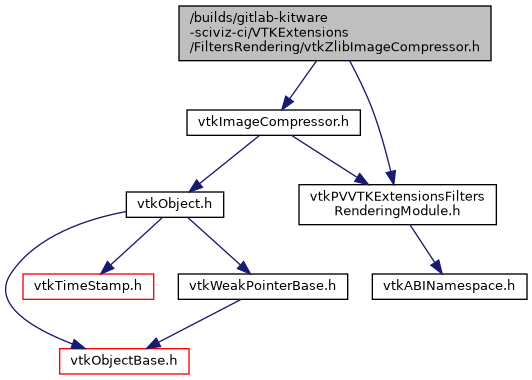 /builds/gitlab-kitware
-sciviz-ci/VTKExtensions
/FiltersRendering/vtkZlibImageCompressor.h
vtkImageCompressor.h
vtkObject.h
vtkPVVTKExtensionsFilters
RenderingModule.h
vtkTimeStamp.h
vtkWeakPointerBase.h
vtkABINamespace.h
vtkObjectBase.h